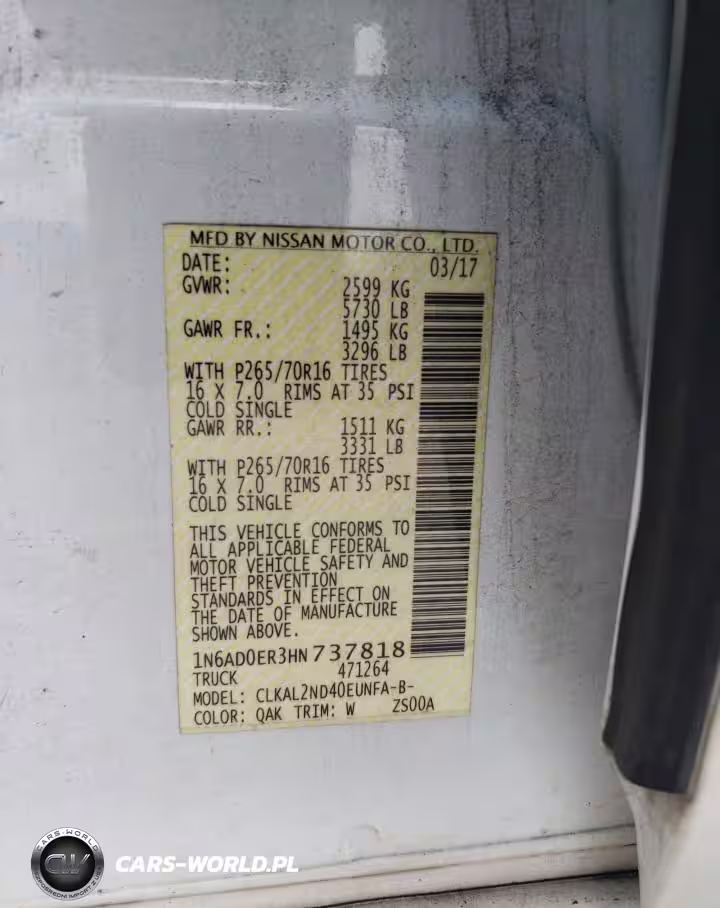 MFD BY NISSAN MOTOR CO., LTD.
DATE: 03/17
GVWR: 2599 KG
5730 LB
GAWR FR.: 1495 KG
3296 LB
WITH P265/70R16 TIRES
16 X 7.0 RIMS AT 35 PSI
COLD SINGLE
GAWR RR.: 1511 KG
3331 LB
WITH P265/70R16 TIRES
16 X 7.0 RIMS AT 35 PSI
COLD SINGLE
THIS VEHICLE CONFORMS TO
ALL APPLICABLE FEDERAL
MOTOR VEHICLE SAFETY AND
THEFT PREVENTION
STANDARDS IN EFFECT ON
THE DATE OF MANUFACTURE
SHOWN ABOVE.
1N6AD0ER3HN737818
TRUCK 471264
MODEL: CLKAL2ND40EUNFA-B-
COLOR: QAK TRIM: W ZS00A
CARS-WORLD
CW
CARS-WORLD.PL